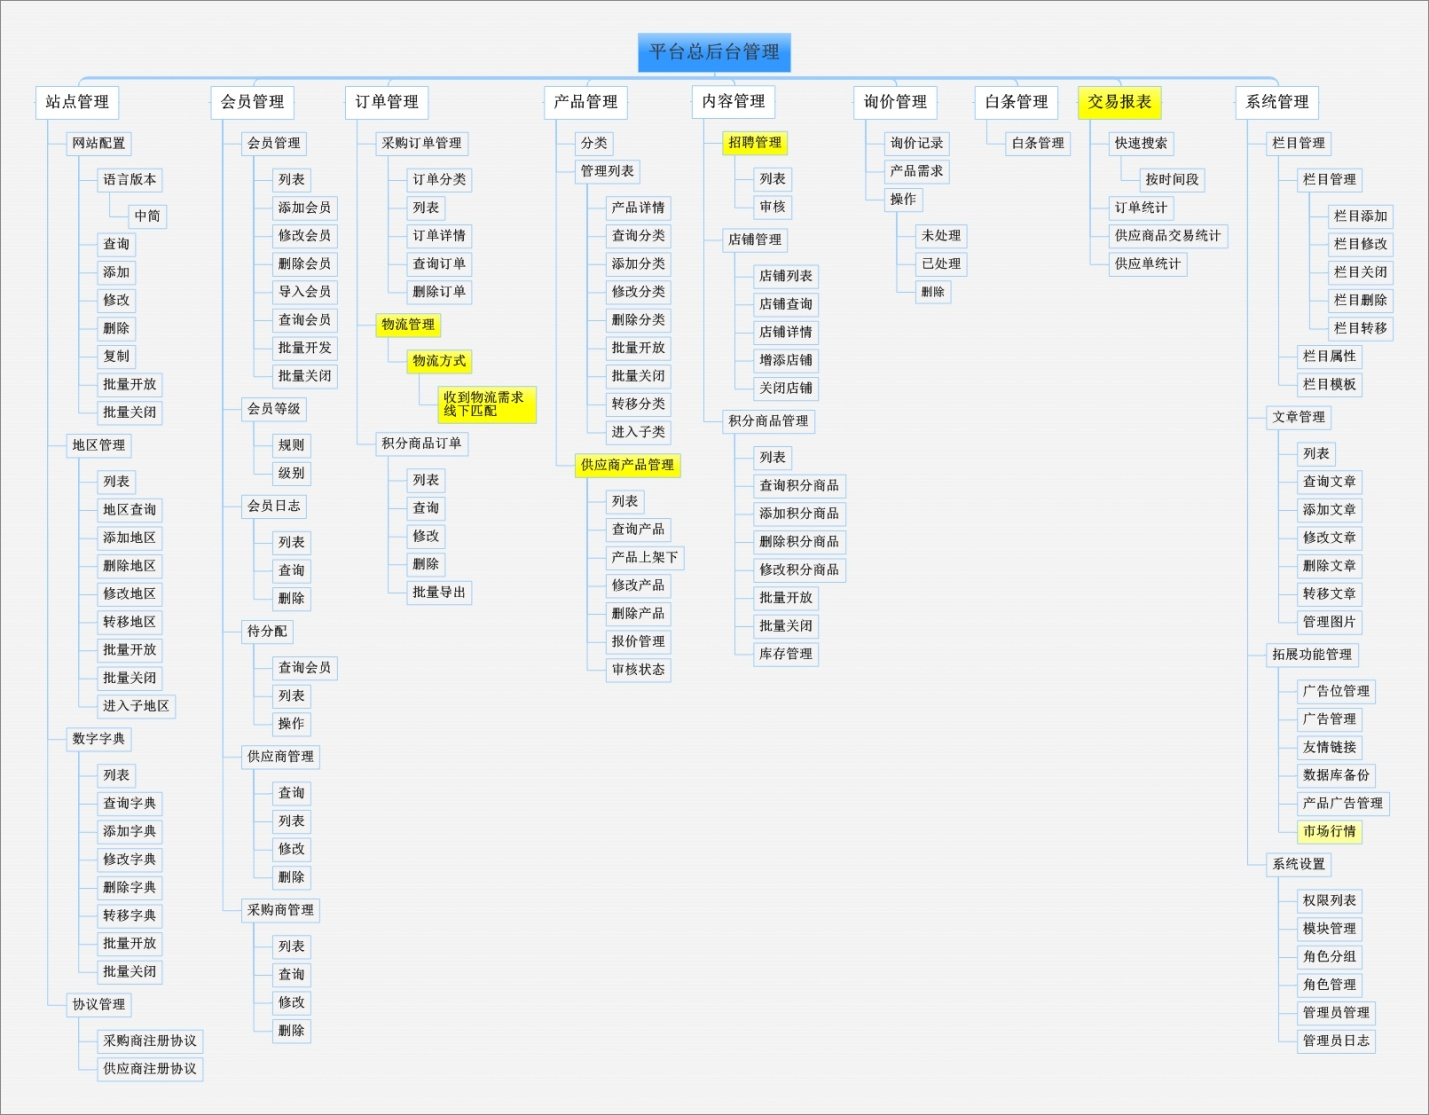 平台总后台管理
站点管理
网站配置
语言版本
中简
查询
添加
修改
删除
复制
批量开放
批量关闭
地区管理
列表
地区查询
添加地区
删除地区
修改地区
转移地区
批量开放
批量关闭
进入子地区
数字字典
列表
查询字典
添加字典
修改字典
删除字典
转移字典
批量开放
批量关闭
协议管理
采购商注册协议
供应商注册协议
会员管理
会员管理
列表
添加会员
修改会员
删除会员
导入会员
查询会员
批量开发
批量关闭
会员等级
规则
级别
会员日志
列表
查询
删除
待分配
查询会员
列表
操作
供应商管理
查询
列表
修改
删除
采购商管理
列表
查询
修改
删除
订单管理
采购订单管理
订单分类
列表
订单详情
查询订单
删除订单
物流管理
物流方式
收到物流需求
线下匹配
积分商品订单
列表
查询
修改
删除
批量导出
产品管理
分类
管理列表
产品详情
查询分类
添加分类
修改分类
删除分类
批量开放
批量关闭
转移分类
进入子类
供应商产品管理
列表
查询产品
产品上架下
修改产品
删除产品
报价管理
审核状态
内容管理
招聘管理
列表
审核
店铺管理
店铺列表
店铺查询
店铺详情
增添店铺
关闭店铺
积分商品管理
列表
查询积分商品
添加积分商品
删除积分商品
修改积分商品
批量开放
批量关闭
库存管理
询价管理
询价记录
产品需求
操作
未处理
已处理
删除
白条管理
白条管理
交易报表
快速搜索
按时间段
订单统计
供应商品交易统计
供应单统计
系统管理
栏目管理
栏目管理
栏目添加
栏目修改
栏目关闭
栏目删除
栏目转移
栏目属性
栏目模板
文章管理
列表
查询文章
添加文章
修改文章
删除文章
转移文章
管理图片
拓展功能管理
广告位管理
广告管理
友情链接
数据库备份
产品广告管理
市场行情
系统设置
权限列表
模块管理
角色分组
角色管理
管理员管理
管理员日志